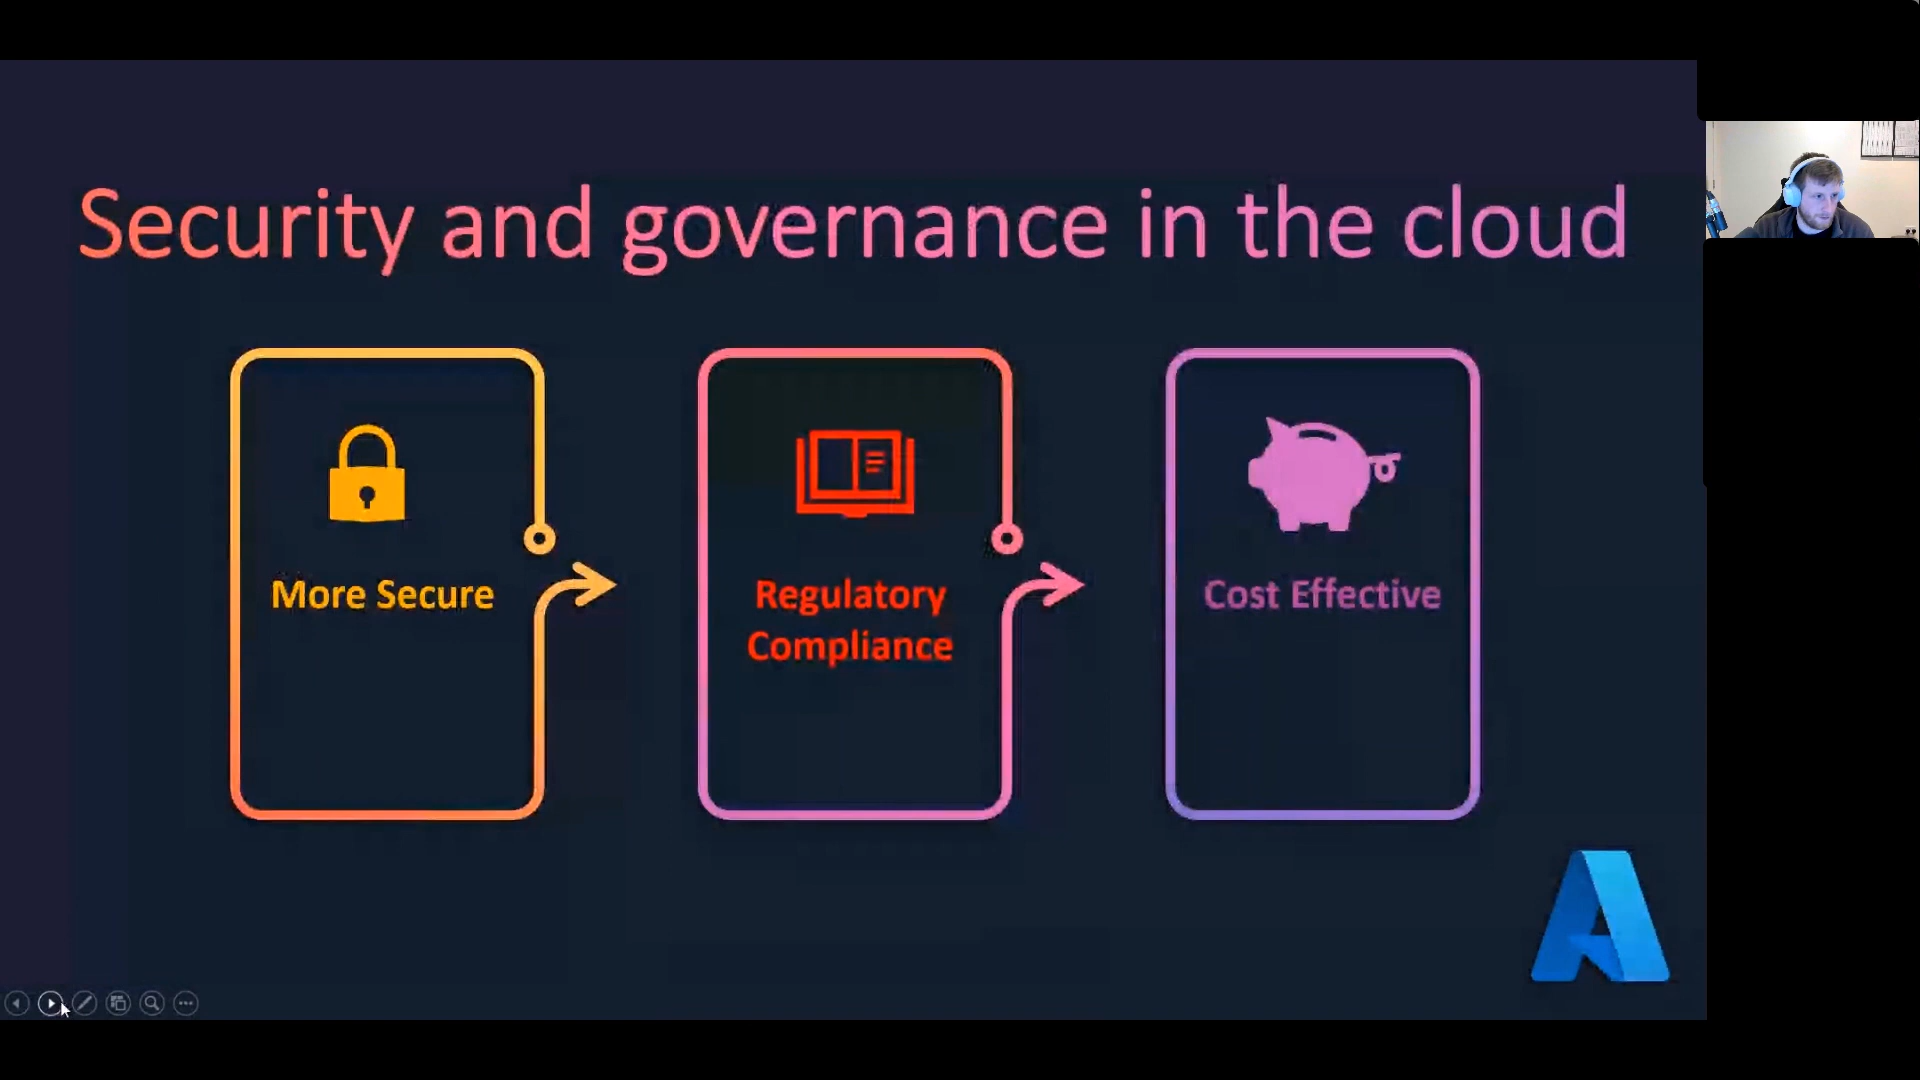 Security and governance in the cloud
More Secure
Regulatory
Compliance
Cost Effective